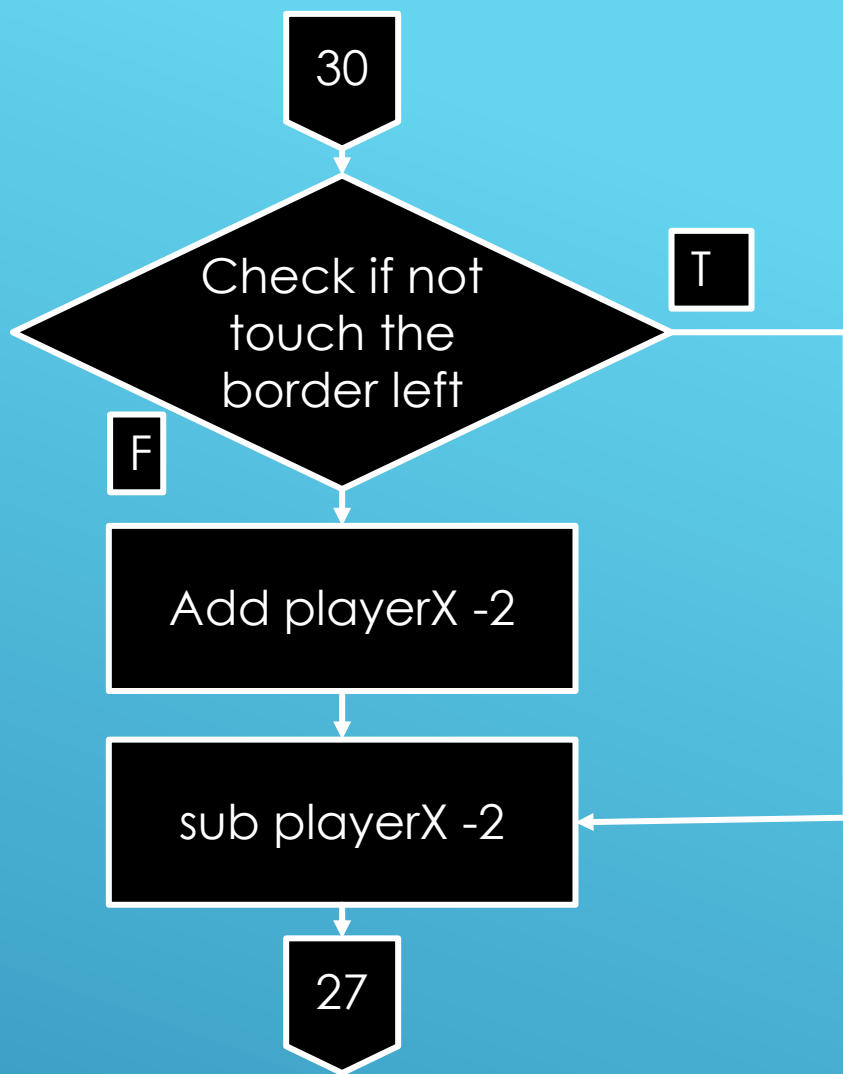 30
Check if not
touch the
border left
T
F
Add playerX -2
sub playerX -2
27